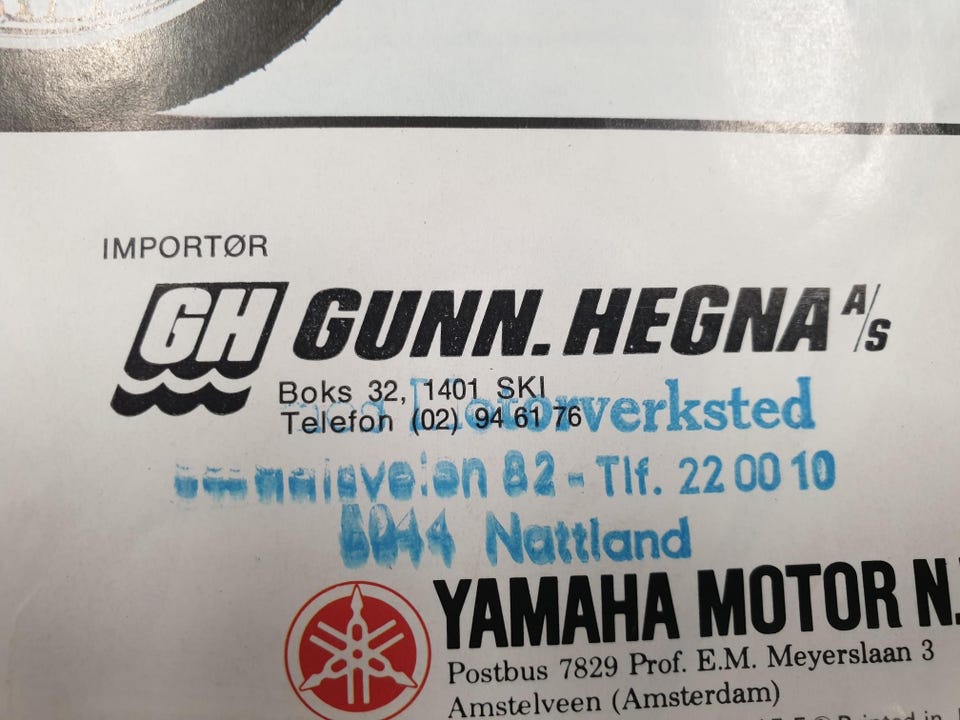 IMPORTØR
GH GUNN. HEGNA A/S
Boks 32, 1401 SKI
Telefon (02) 94 61 76
Motorverksted
82 - Tlf. 22 00 10
Nattland
YAMAHA MOTOR N.
Postbus 7829 Prof. E.M. Meyerslaan 3
Amstelveen (Amsterdam)